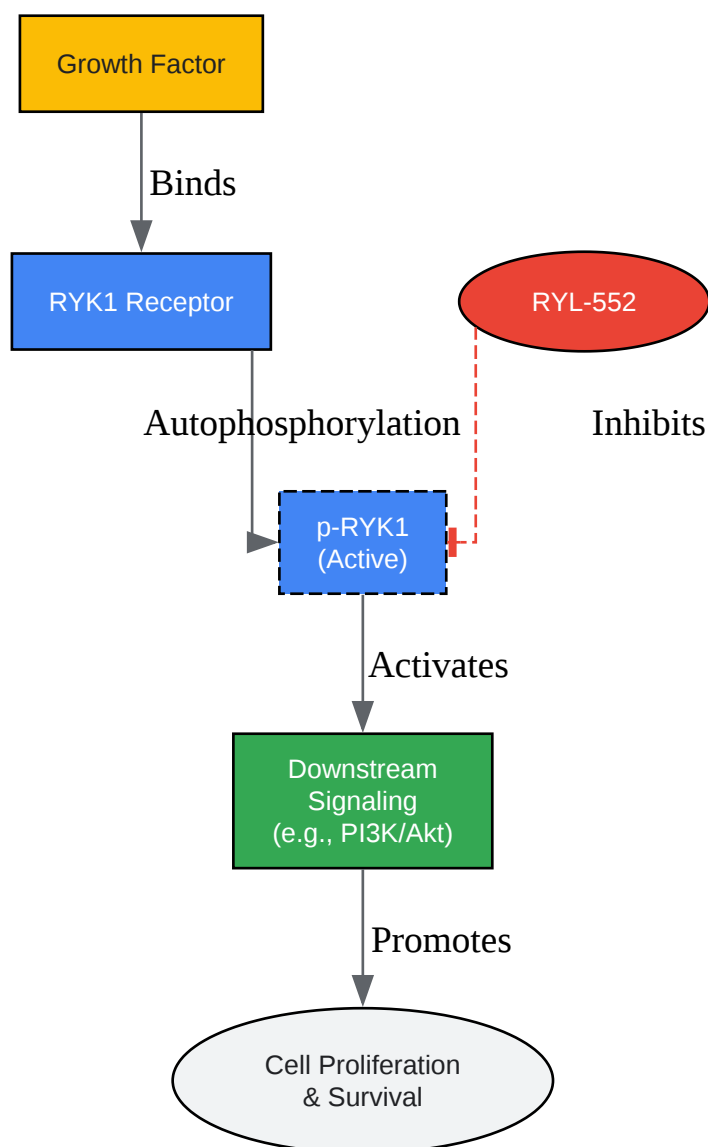 Growth Factor
Binds
RYK1 Receptor
RYL-552
Autophosphorylation
Inhibits
p-RYK1
(Active)
Activates
Downstream
Signaling
(e.g., PI3K/Akt)
Promotes
Cell Proliferation
& Survival